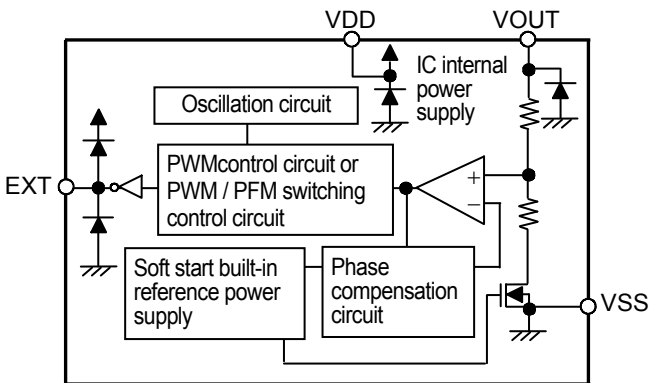 VDD
VOUT
IC internal
power
supply
Oscillation circuit
PWMcontrol circuit or
PWM / PFM switching
control circuit
EXT
+
−
Soft start built-in
reference power
supply
Phase
compensation
circuit
VSS